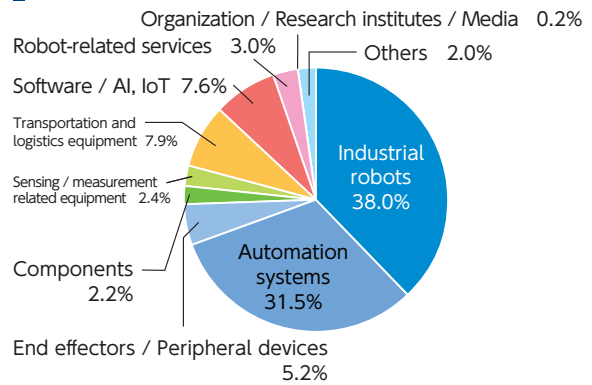 Organization / Research institutes / Media 0.2%
Robot-related services 3.0%
Others 2.0%
Software / AI, IoT 7.6%
Transportation and
logistics equipment 7.9%
Sensing / measurement
related equipment 2.4%
Industrial
robots
38.0%
Automation
systems
31.5%
Components
2.2%
End effectors / Peripheral devices
5.2%